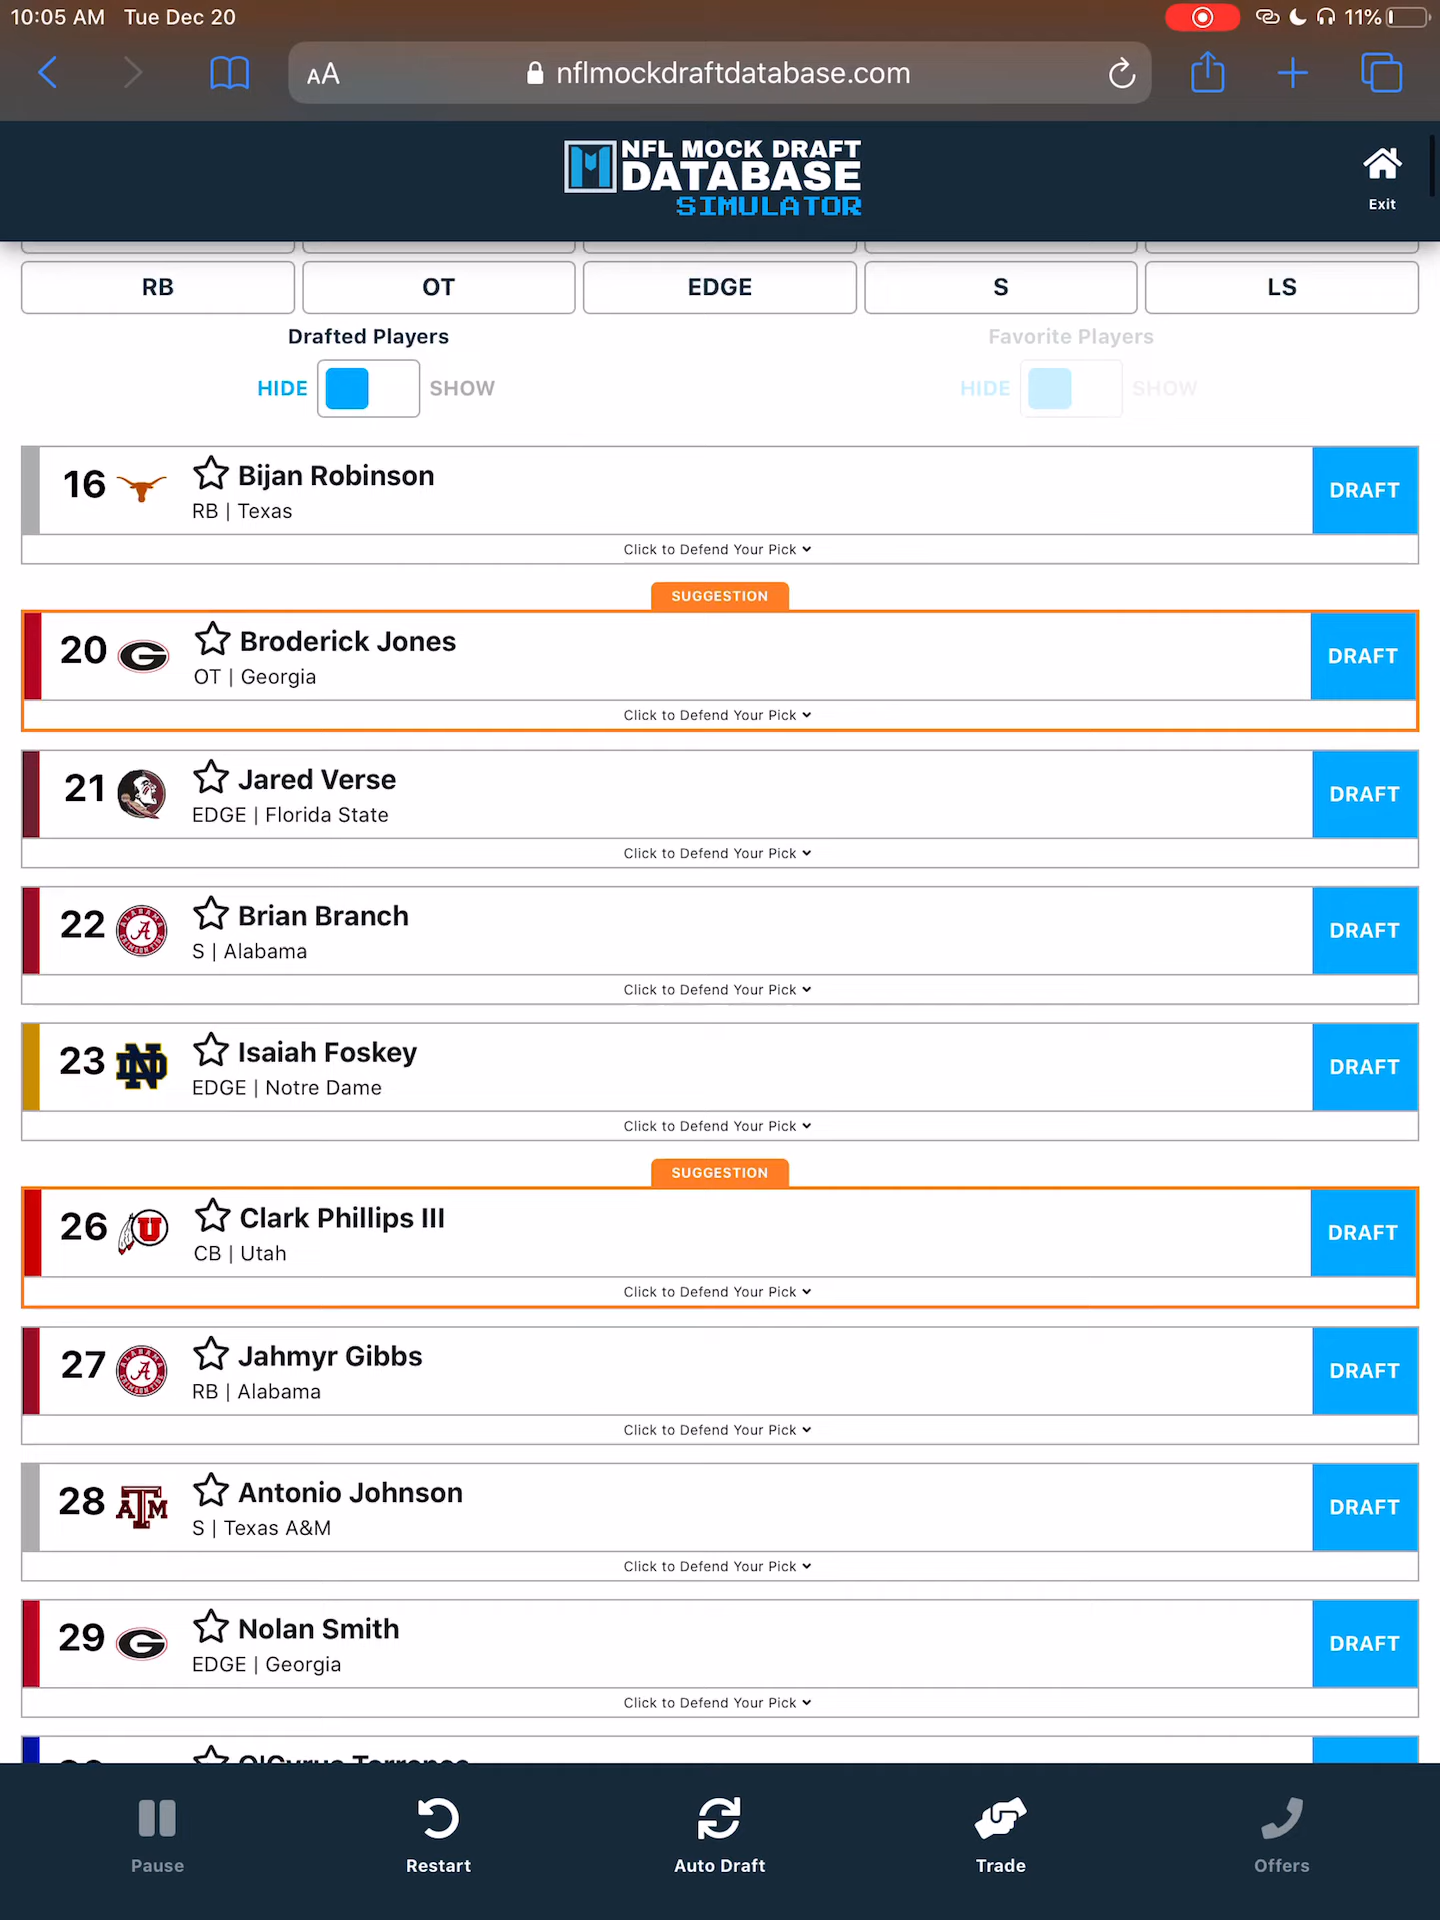 10:05 AM Tue Dec 20
11%
AA nflmockdraftdatabase.com
NFL MOCK DRAFT
DATABASE
SIMULATOR
Exit
RB OT EDGE S LS
Drafted Players Favorite Players
HIDE SHOW HIDE SHOW
16 Bijan Robinson
RB | Texas
DRAFT
Click to Defend Your Pick
SUGGESTION
20 Broderick Jones
OT | Georgia
DRAFT
Click to Defend Your Pick
21 Jared Verse
EDGE | Florida State
DRAFT
Click to Defend Your Pick
22 Brian Branch
S | Alabama
DRAFT
Click to Defend Your Pick
23 Isaiah Foskey
EDGE | Notre Dame
DRAFT
Click to Defend Your Pick
SUGGESTION
26 Clark Phillips III
CB | Utah
DRAFT
Click to Defend Your Pick
27 Jahmyr Gibbs
RB | Alabama
DRAFT
Click to Defend Your Pick
28 Antonio Johnson
S | Texas A&M
DRAFT
Click to Defend Your Pick
29 Nolan Smith
EDGE | Georgia
DRAFT
Click to Defend Your Pick
O'Cyrus Torrence
Pause Restart Auto Draft Trade Offers